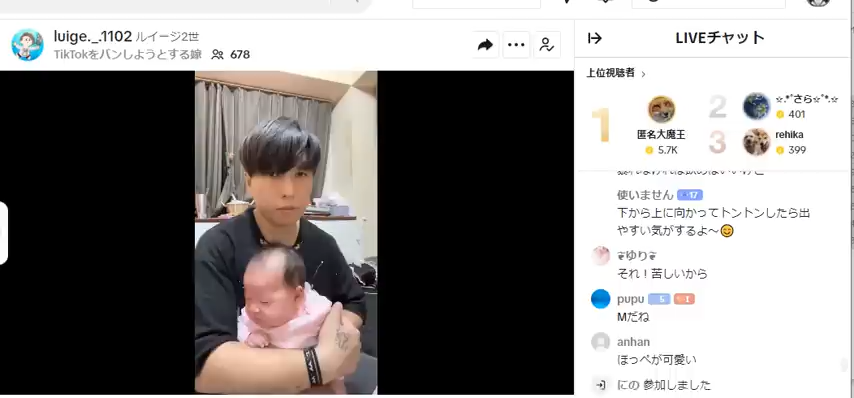 luige._.1102 ルイージ2世
TikTokをバンしようとする嫁 678
LIVEチャット
上位視聴者 >
1
匿名大魔王
5.7K
2
☆.*ﾟさら☆ﾟ*.☆
401
3
rehika
399
使いません 17
下から上に向かってトントンしたら出
やすい気がするよ〜😊
❦ゆり❦
それ！苦しいから
pupu 5 I
Mだね
anhan
ほっぺが可愛い
にの 参加しました